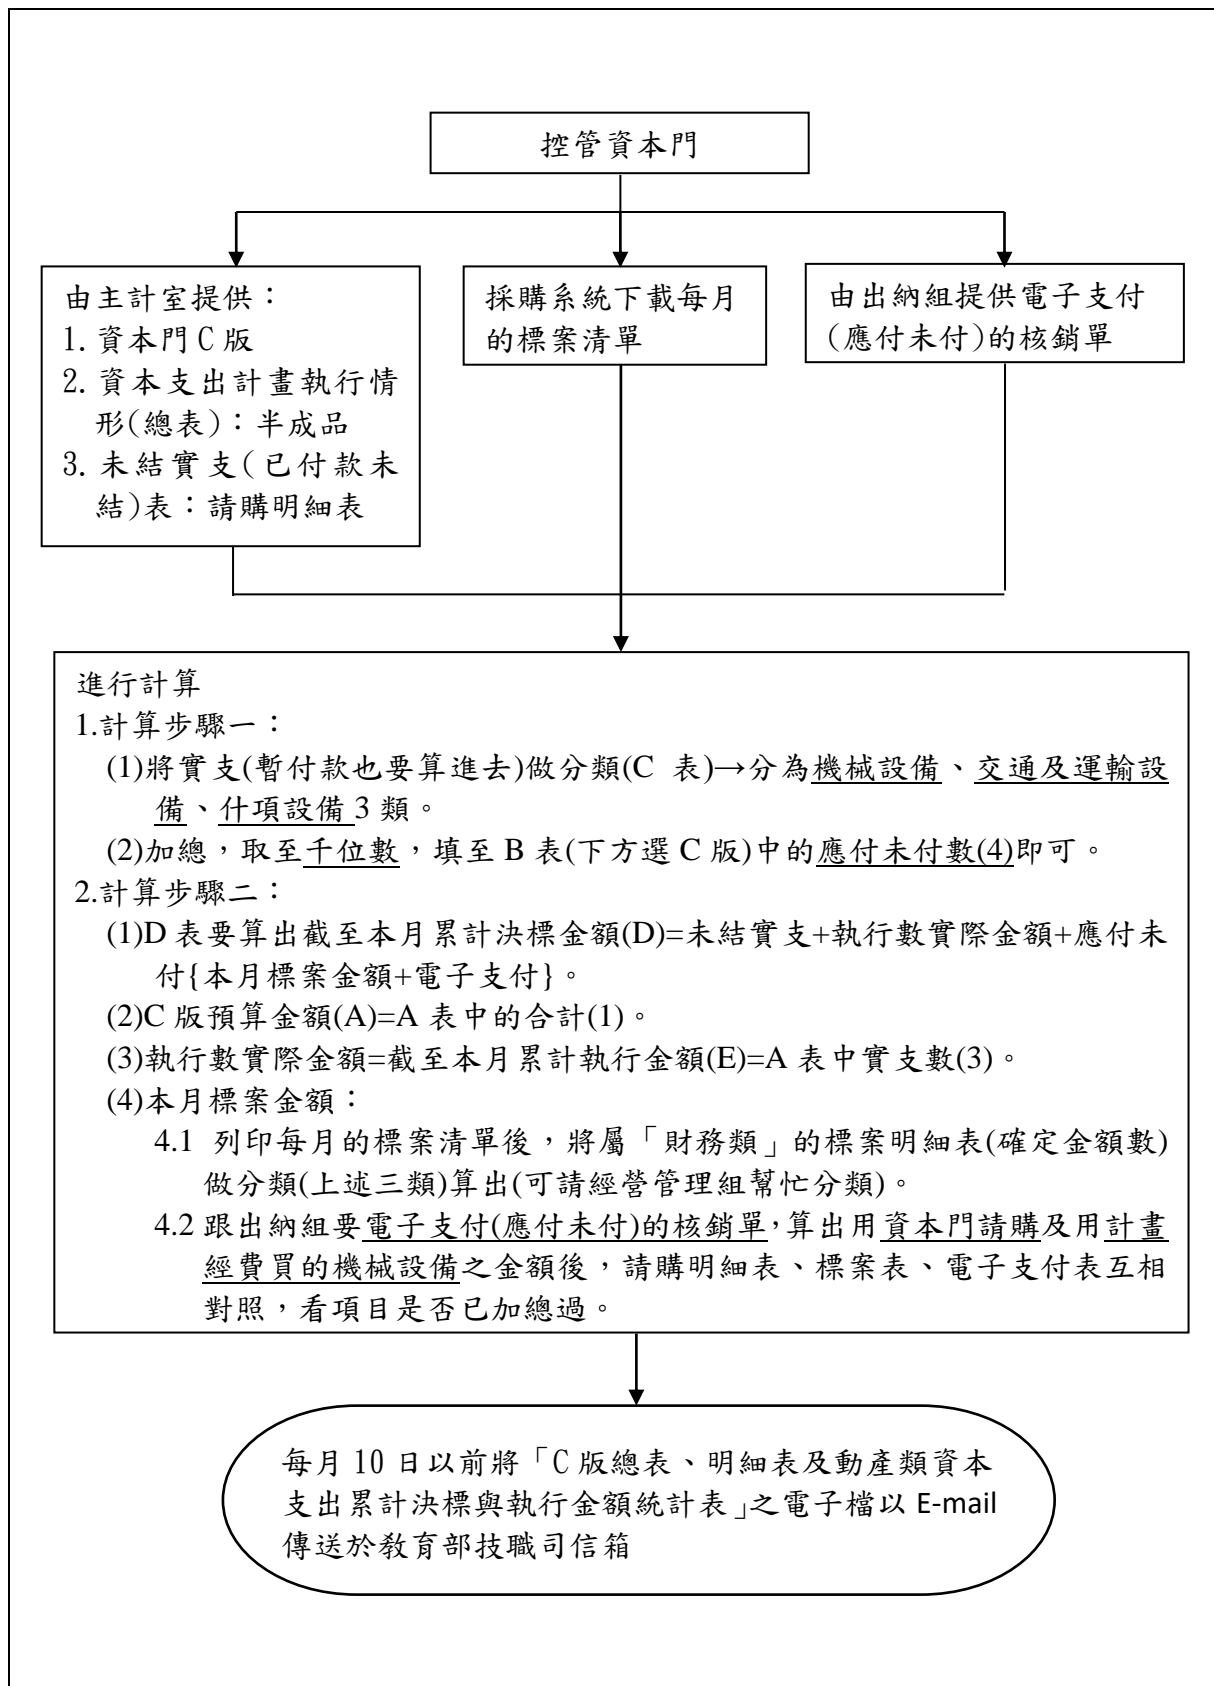 控管資本門
由主計室提供：
1. 資本門C版
2. 資本支出計畫執行情
形(總表)：半成品
3. 未結實支(已付款未
結)表：請購明細表
採購系統下載每月
的標案清單
由出納組提供電子支付
(應付未付)的核銷單
進行計算
1.計算步驟一：
(1)將實支(暫付款也要算進去)做分類(C 表)→分為機械設備、交通及運輸設
備、什項設備 3 類。
(2)加總，取至千位數，填至 B 表(下方選 C 版)中的應付未付數(4)即可。
2.計算步驟二：
(1)D 表要算出截至本月累計決標金額(D)=未結實支+執行數實際金額+應付未
付{本月標案金額+電子支付}。
(2)C 版預算金額(A)=A 表中的合計(1)。
(3)執行數實際金額=截至本月累計執行金額(E)=A 表中實支數(3)。
(4)本月標案金額：
4.1 列印每月的標案清單後，將屬「財務類」的標案明細表(確定金額數)
做分類(上述三類)算出(可請經營管理組幫忙分類)。
4.2 跟出納組要電子支付(應付未付)的核銷單,算出用資本門請購及用計畫
經費買的機械設備之金額後，請購明細表、標案表、電子支付表互相
對照，看項目是否已加總過。
每月 10 日以前將「C 版總表、明細表及動產類資本
支出累計決標與執行金額統計表」之電子檔以 E-mail
傳送於教育部技職司信箱